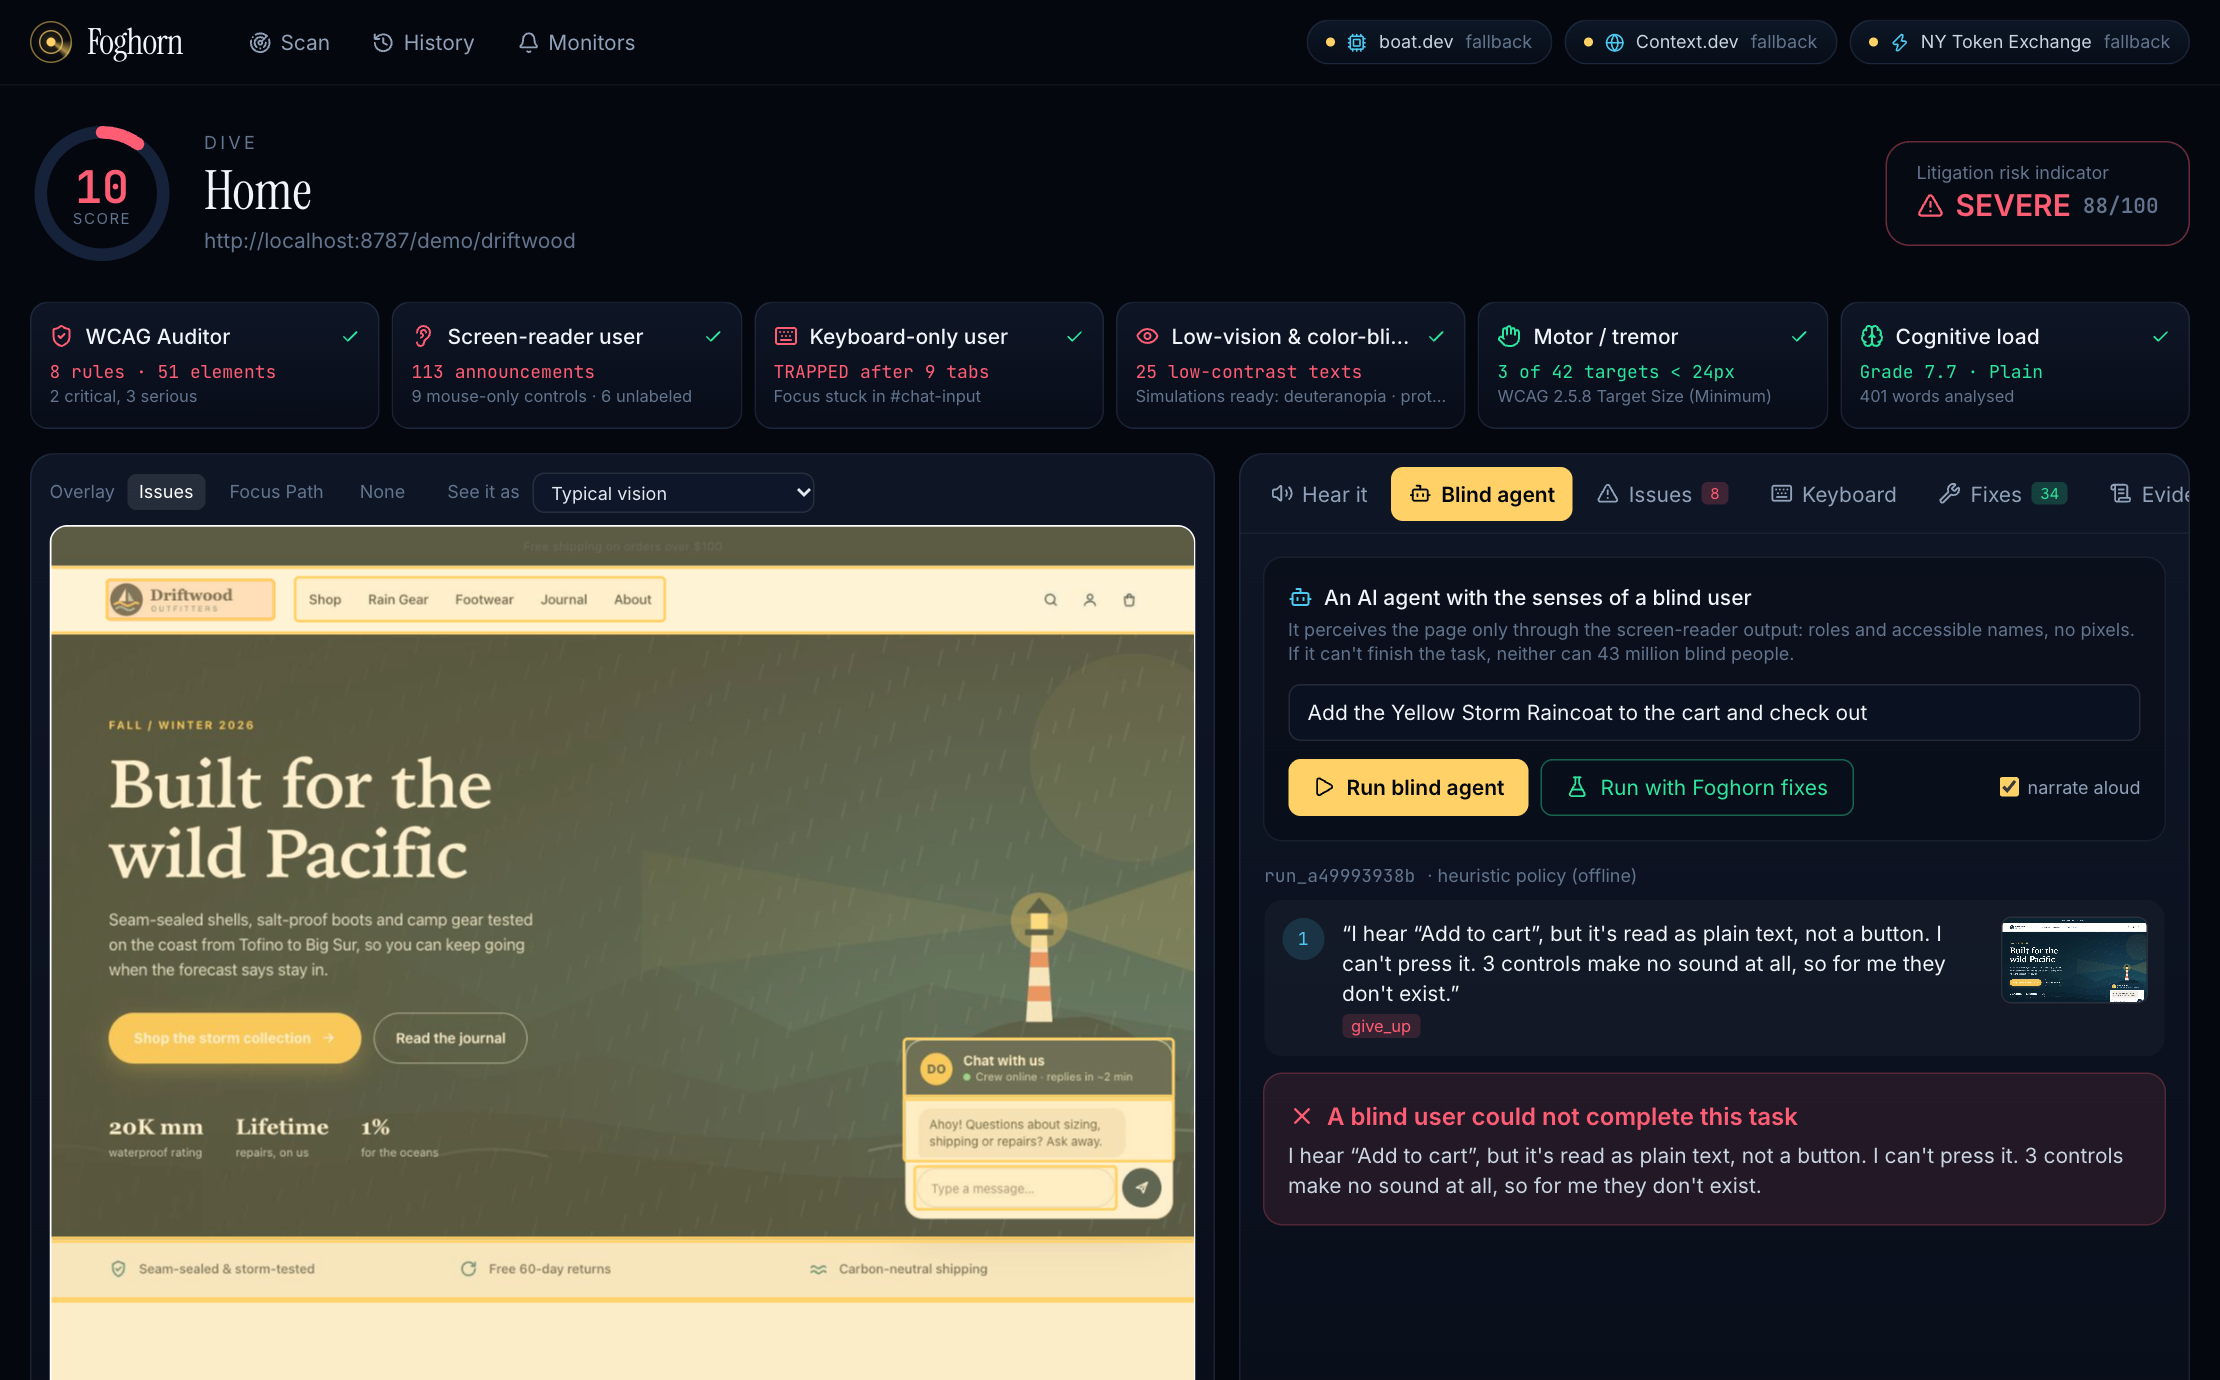 Foghorn
Scan
History
Monitors
boat.dev fallback
Context.dev fallback
NY Token Exchange fallback
10
SCORE
DIVE
Home
http://localhost:8787/demo/driftwood
Litigation risk indicator
SEVERE 88/100
WCAG Auditor
8 rules · 51 elements
2 critical, 3 serious
Screen-reader user
113 announcements
9 mouse-only controls · 6 unlabeled
Keyboard-only user
TRAPPED after 9 tabs
Focus stuck in #chat-input
Low-vision & color-bli...
25 low-contrast texts
Simulations ready: deuteranopia · prot...
Motor / tremor
3 of 42 targets < 24px
WCAG 2.5.8 Target Size (Minimum)
Cognitive load
Grade 7.7 · Plain
401 words analysed
Overlay Issues Focus Path None See it as Typical vision
Free shipping on orders over $100
Driftwood
OUTFITTERS
Shop Rain Gear Footwear Journal About
FALL / WINTER 2026
Built for the
wild Pacific
Seam-sealed shells, salt-proof boots and camp gear tested
on the coast from Tofino to Big Sur, so you can keep going
when the forecast says stay in.
Shop the storm collection →
Read the journal
20K mm
waterproof rating
Lifetime
repairs, on us
1%
for the oceans
DO
Chat with us
Crew online · replies in ~2 min
Ahoy! Questions about sizing,
shipping or repairs? Ask away.
Type a message...
Seam-sealed & storm-tested
Free 60-day returns
Carbon-neutral shipping
Hear it Blind agent Issues 8 Keyboard Fixes 34 Evide
An AI agent with the senses of a blind user
It perceives the page only through the screen-reader output: roles and accessible names, no pixels.
If it can't finish the task, neither can 43 million blind people.
Add the Yellow Storm Raincoat to the cart and check out
Run blind agent
Run with Foghorn fixes
narrate aloud
run_a49993938b · heuristic policy (offline)
1
“I hear “Add to cart”, but it's read as plain text, not a button. I
can't press it. 3 controls make no sound at all, so for me they
don't exist.”
give_up
Built for the
wild Pacific
A blind user could not complete this task
I hear “Add to cart”, but it's read as plain text, not a button. I can't press it. 3 controls
make no sound at all, so for me they don't exist.